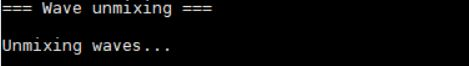 === Wave unmixing ===
Unmixing waves...